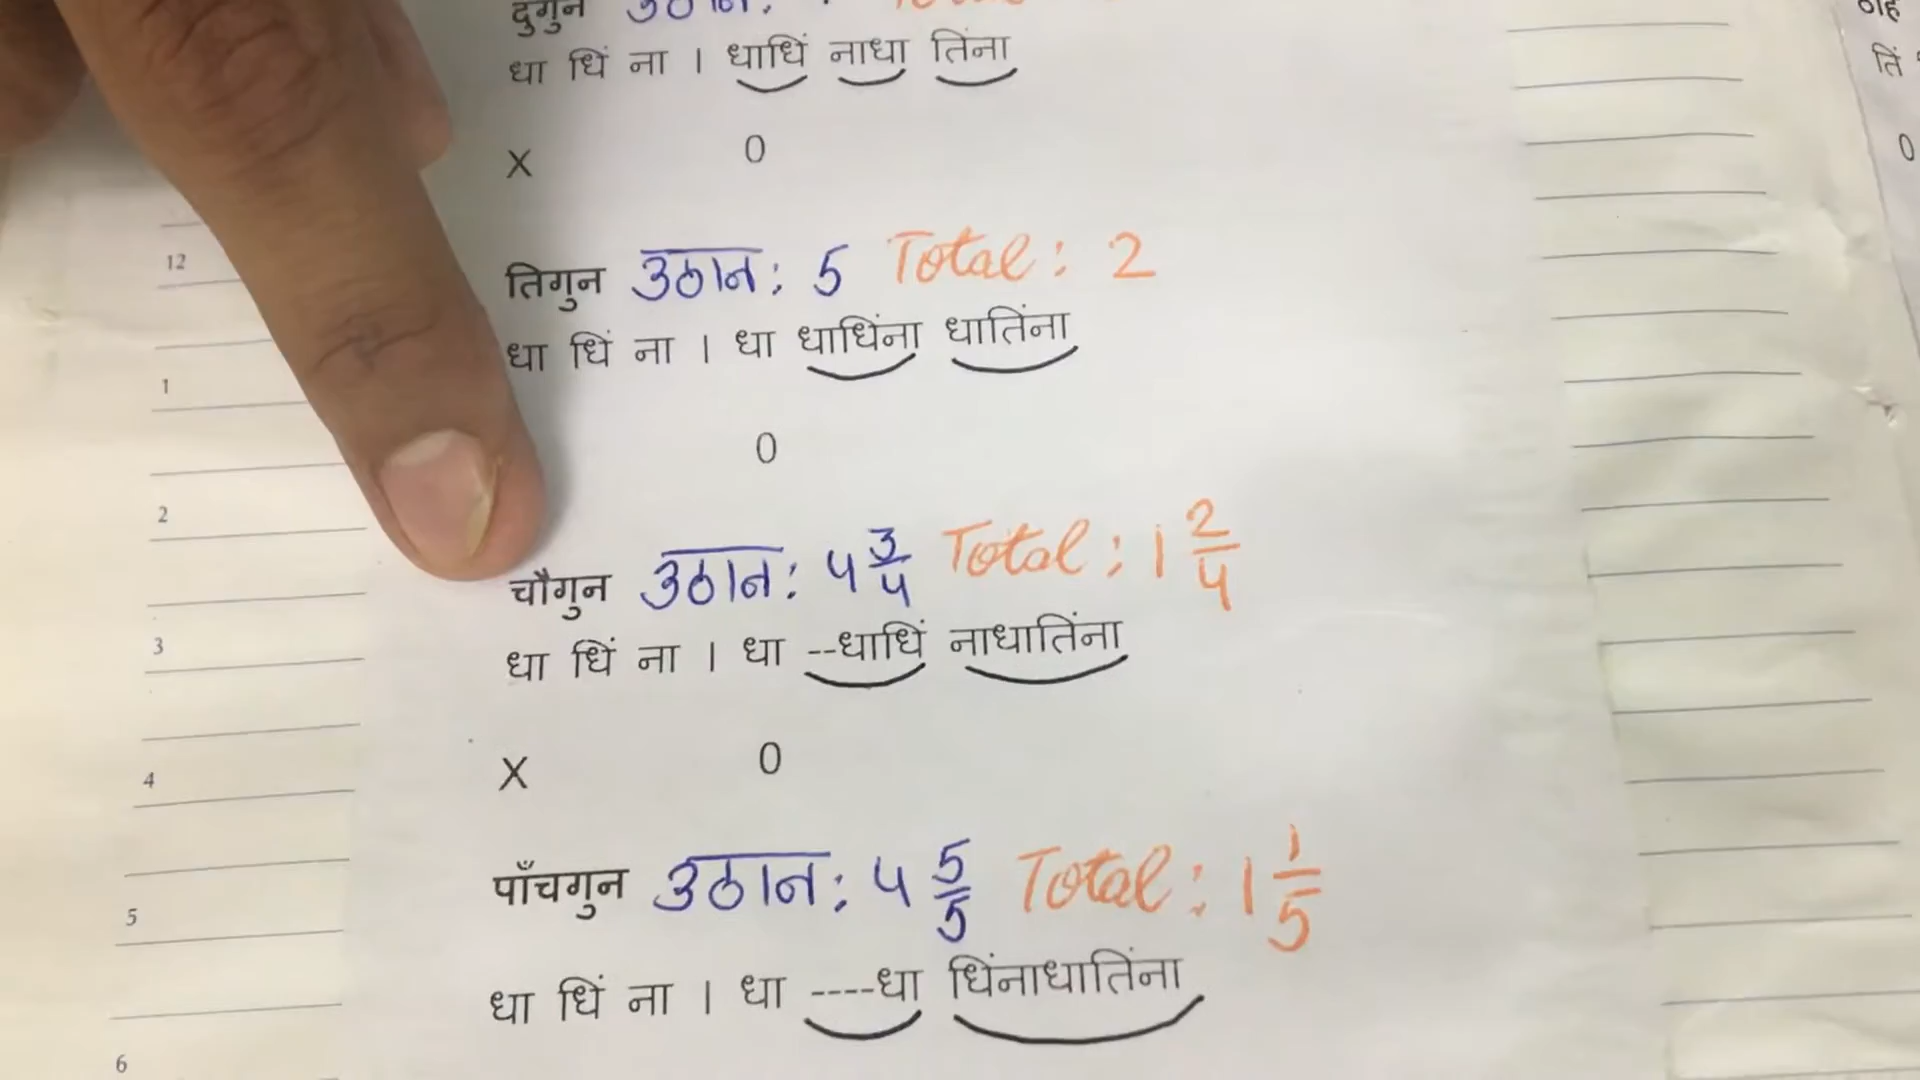 दुगुन उठान:
धा धिं ना । धाधिं नाधा तिंना
X 0
तिगुन उठान: 5 Total: 2
धा धिं ना । धा धाधिंना धातिंना
0
चौगुन उठान: 4 3/4 Total: 1 2/4
धा धिं ना । धा --धाधिं नाधातिंना
X 0
पाँचगुन उठान: 4 5/5 Total: 1 1/5
धा धिं ना । धा ----धा धिंनाधातिंना
12
1
2
3
4
5
6
तिं
0